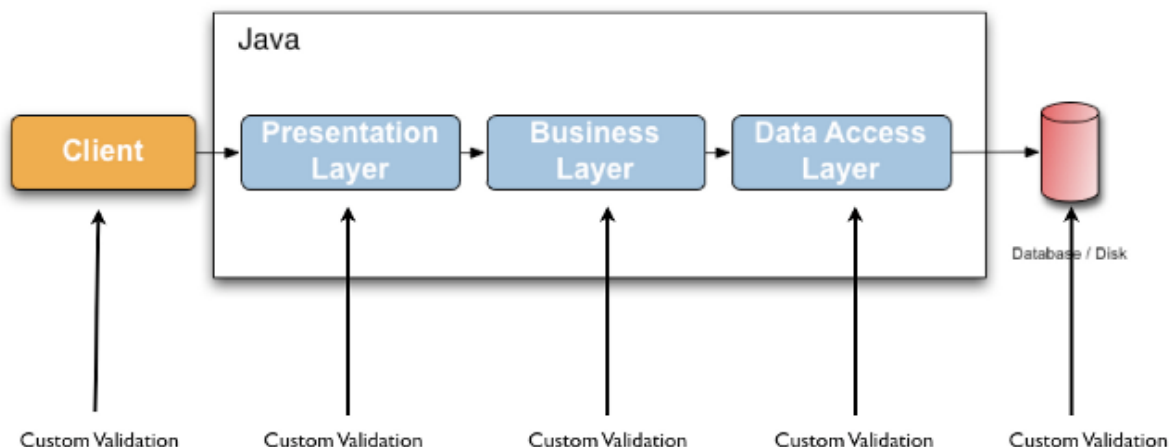 Java
Client
Presentation
Layer
Business
Layer
Data Access
Layer
Database / Disk
Custom Validation
Custom Validation
Custom Validation
Custom Validation
Custom Validation